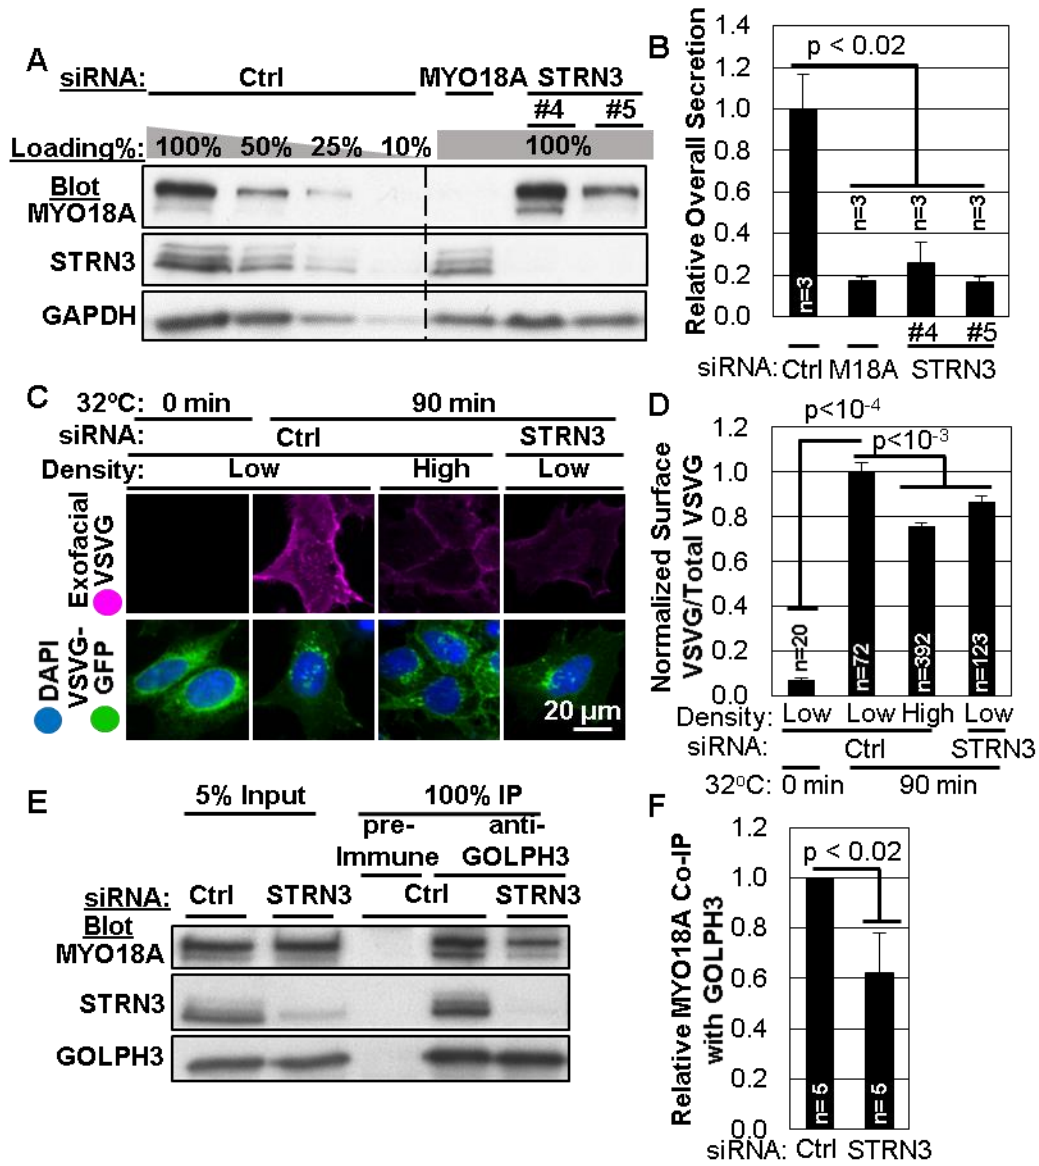 A
siRNA: Ctrl MYO18A STRN3
#4 #5
Loading%: 100% 50% 25% 10% 100%
Blot
MYO18A
STRN3
GAPDH
B
Relative Overall Secretion
1.4
1.2
1.0
0.8
0.6
0.4
0.2
0.0
p < 0.02
n=3 n=3 n=3 n=3
#4 #5
siRNA: Ctrl M18A STRN3
C
32ºC: 0 min 90 min
siRNA: Ctrl STRN3
Density: Low High Low
Exofacial
VSVG
DAPI
VSVG-
GFP
20 µm
D
Normalized Surface
VSVG/Total VSVG
p<10-4
p<10-3
1.2
1.0
0.8
0.6
0.4
0.2
0.0
n=20 n=72 n=392 n=123
Density: Low Low High Low
siRNA: Ctrl STRN3
32ºC: 0 min 90 min
E
5% Input 100% IP
pre- anti-
Immune GOLPH3
siRNA: Ctrl STRN3 Ctrl STRN3
Blot
MYO18A
STRN3
GOLPH3
F
Relative MYO18A Co-IP
with GOLPH3
1.2
1.0
0.8
0.6
0.4
0.2
0.0
p < 0.02
n= 5 n= 5
siRNA: Ctrl STRN3